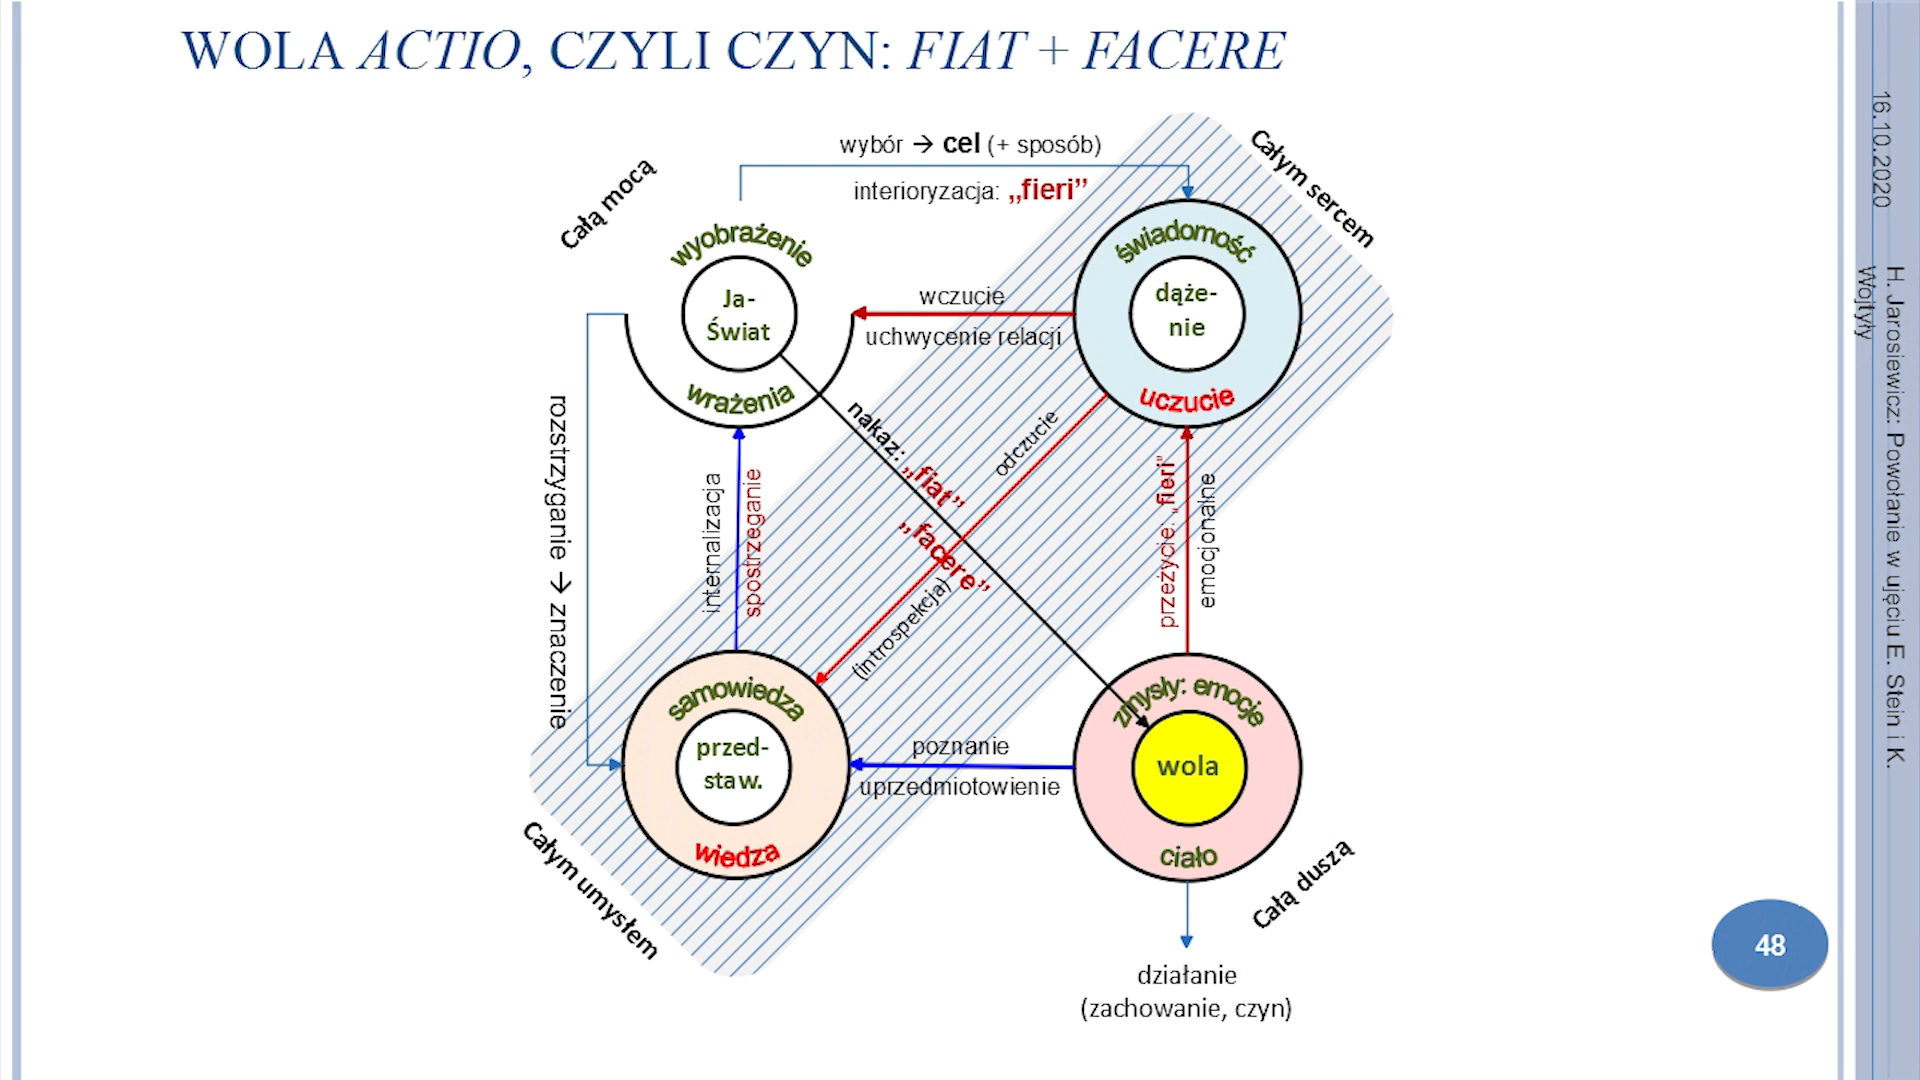 WOLA ACTIO, CZYLI CZYN: FIAT + FACERE
wybór → cel (+ sposób)
interioryzacja: „fieri”
Całą mocą
Całym sercem
wyobrażenie
Ja-
Świat
wrażenia
świadomość
dąże-
nie
uczucie
wczucie
uchwycenie relacji
rozstrzyganie → znaczenie
internalizacja
spostrzeganie
nakaz: „fiat”
„facere”
odczucie
(introspekcja)
przeżycie: „fieri”
emocjonalne
samowiedza
przed-
staw.
wiedza
poznanie
uprzedmiotowienie
zmysły: emocje
wola
ciało
Całym umysłem
Całą duszą
działanie
(zachowanie, czyn)
16.10.2020
H. Jarosiewicz: Powołanie w ujęciu E. Stein i K.
Wojtyły
48